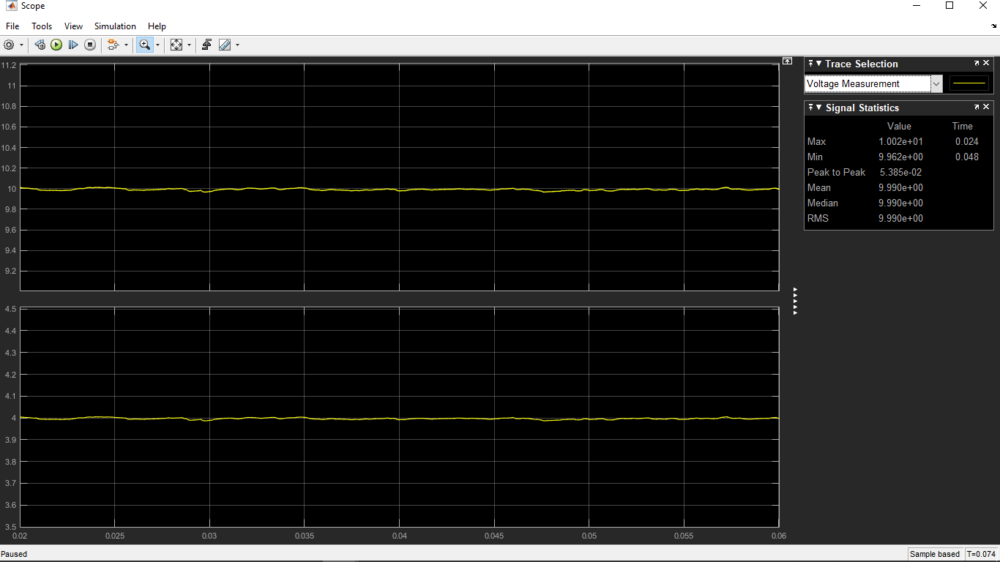 Scope
File Tools View Simulation Help
11.2
11
10.8
10.6
10.4
10.2
10
9.8
9.6
9.4
9.2
4.5
4.4
4.3
4.2
4.1
4
3.9
3.8
3.7
3.6
3.5
0.02 0.025 0.03 0.035 0.04 0.045 0.05 0.055 0.06
Trace Selection
Voltage Measurement
Signal Statistics
Value Time
Max 1.002e+01 0.024
Min 9.962e+00 0.048
Peak to Peak 5.385e-02
Mean 9.990e+00
Median 9.990e+00
RMS 9.990e+00
Paused
Sample based T=0.074